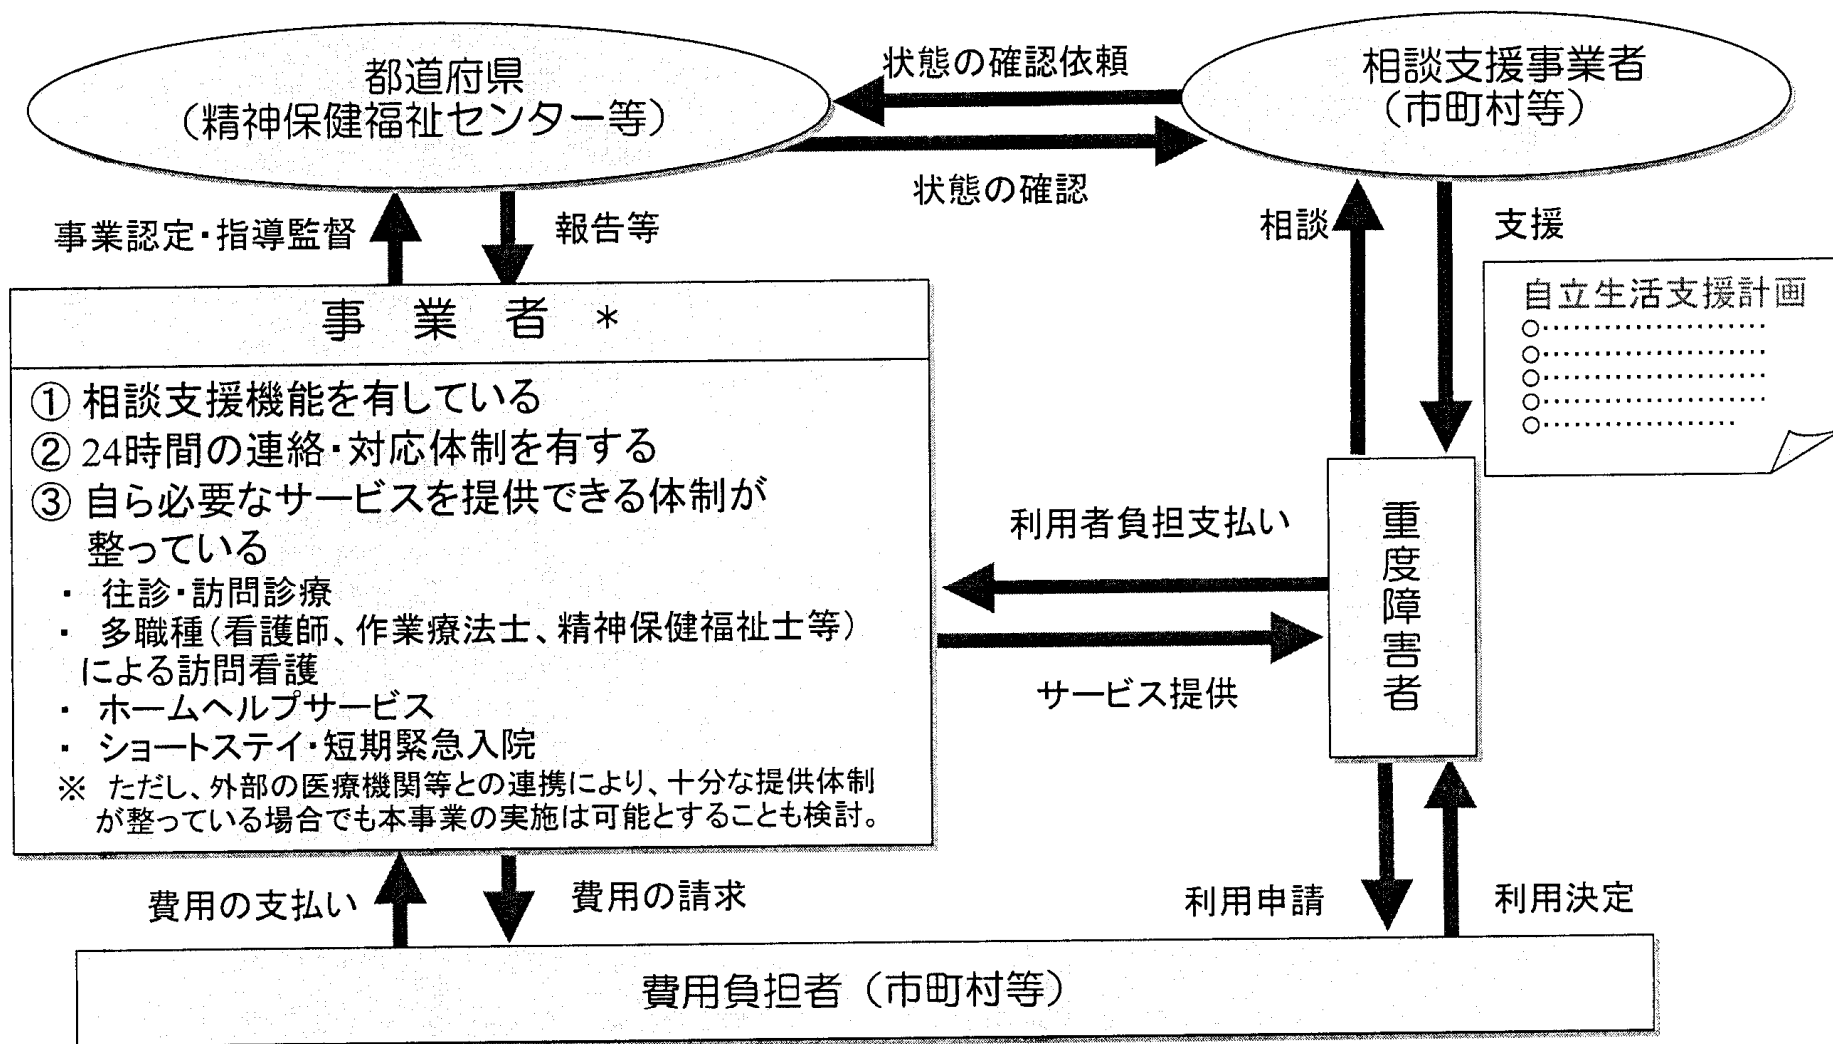 都道府県
（精神保健福祉センター等）
状態の確認依頼
相談支援事業者
（市町村等）
状態の確認
事業認定・指導監督
報告等
相談
支援
自立生活支援計画
○‥‥‥‥‥‥‥‥‥‥
○‥‥‥‥‥‥‥‥‥‥
○‥‥‥‥‥‥‥‥‥‥
○‥‥‥‥‥‥‥‥‥‥
○‥‥‥‥‥‥‥‥‥
事 業 者 *
① 相談支援機能を有している
② 24時間の連絡・対応体制を有する
③ 自ら必要なサービスを提供できる体制が
整っている
・ 往診・訪問診療
・ 多職種（看護師、作業療法士、精神保健福祉士等）
による訪問看護
・ ホームヘルプサービス
・ ショートステイ・短期緊急入院
※ ただし、外部の医療機関等との連携により、十分な提供体制
が整っている場合でも本事業の実施は可能とすることも検討。
利用者負担支払い
サービス提供
重度障害者
費用の支払い
費用の請求
利用申請
利用決定
費用負担者（市町村等）